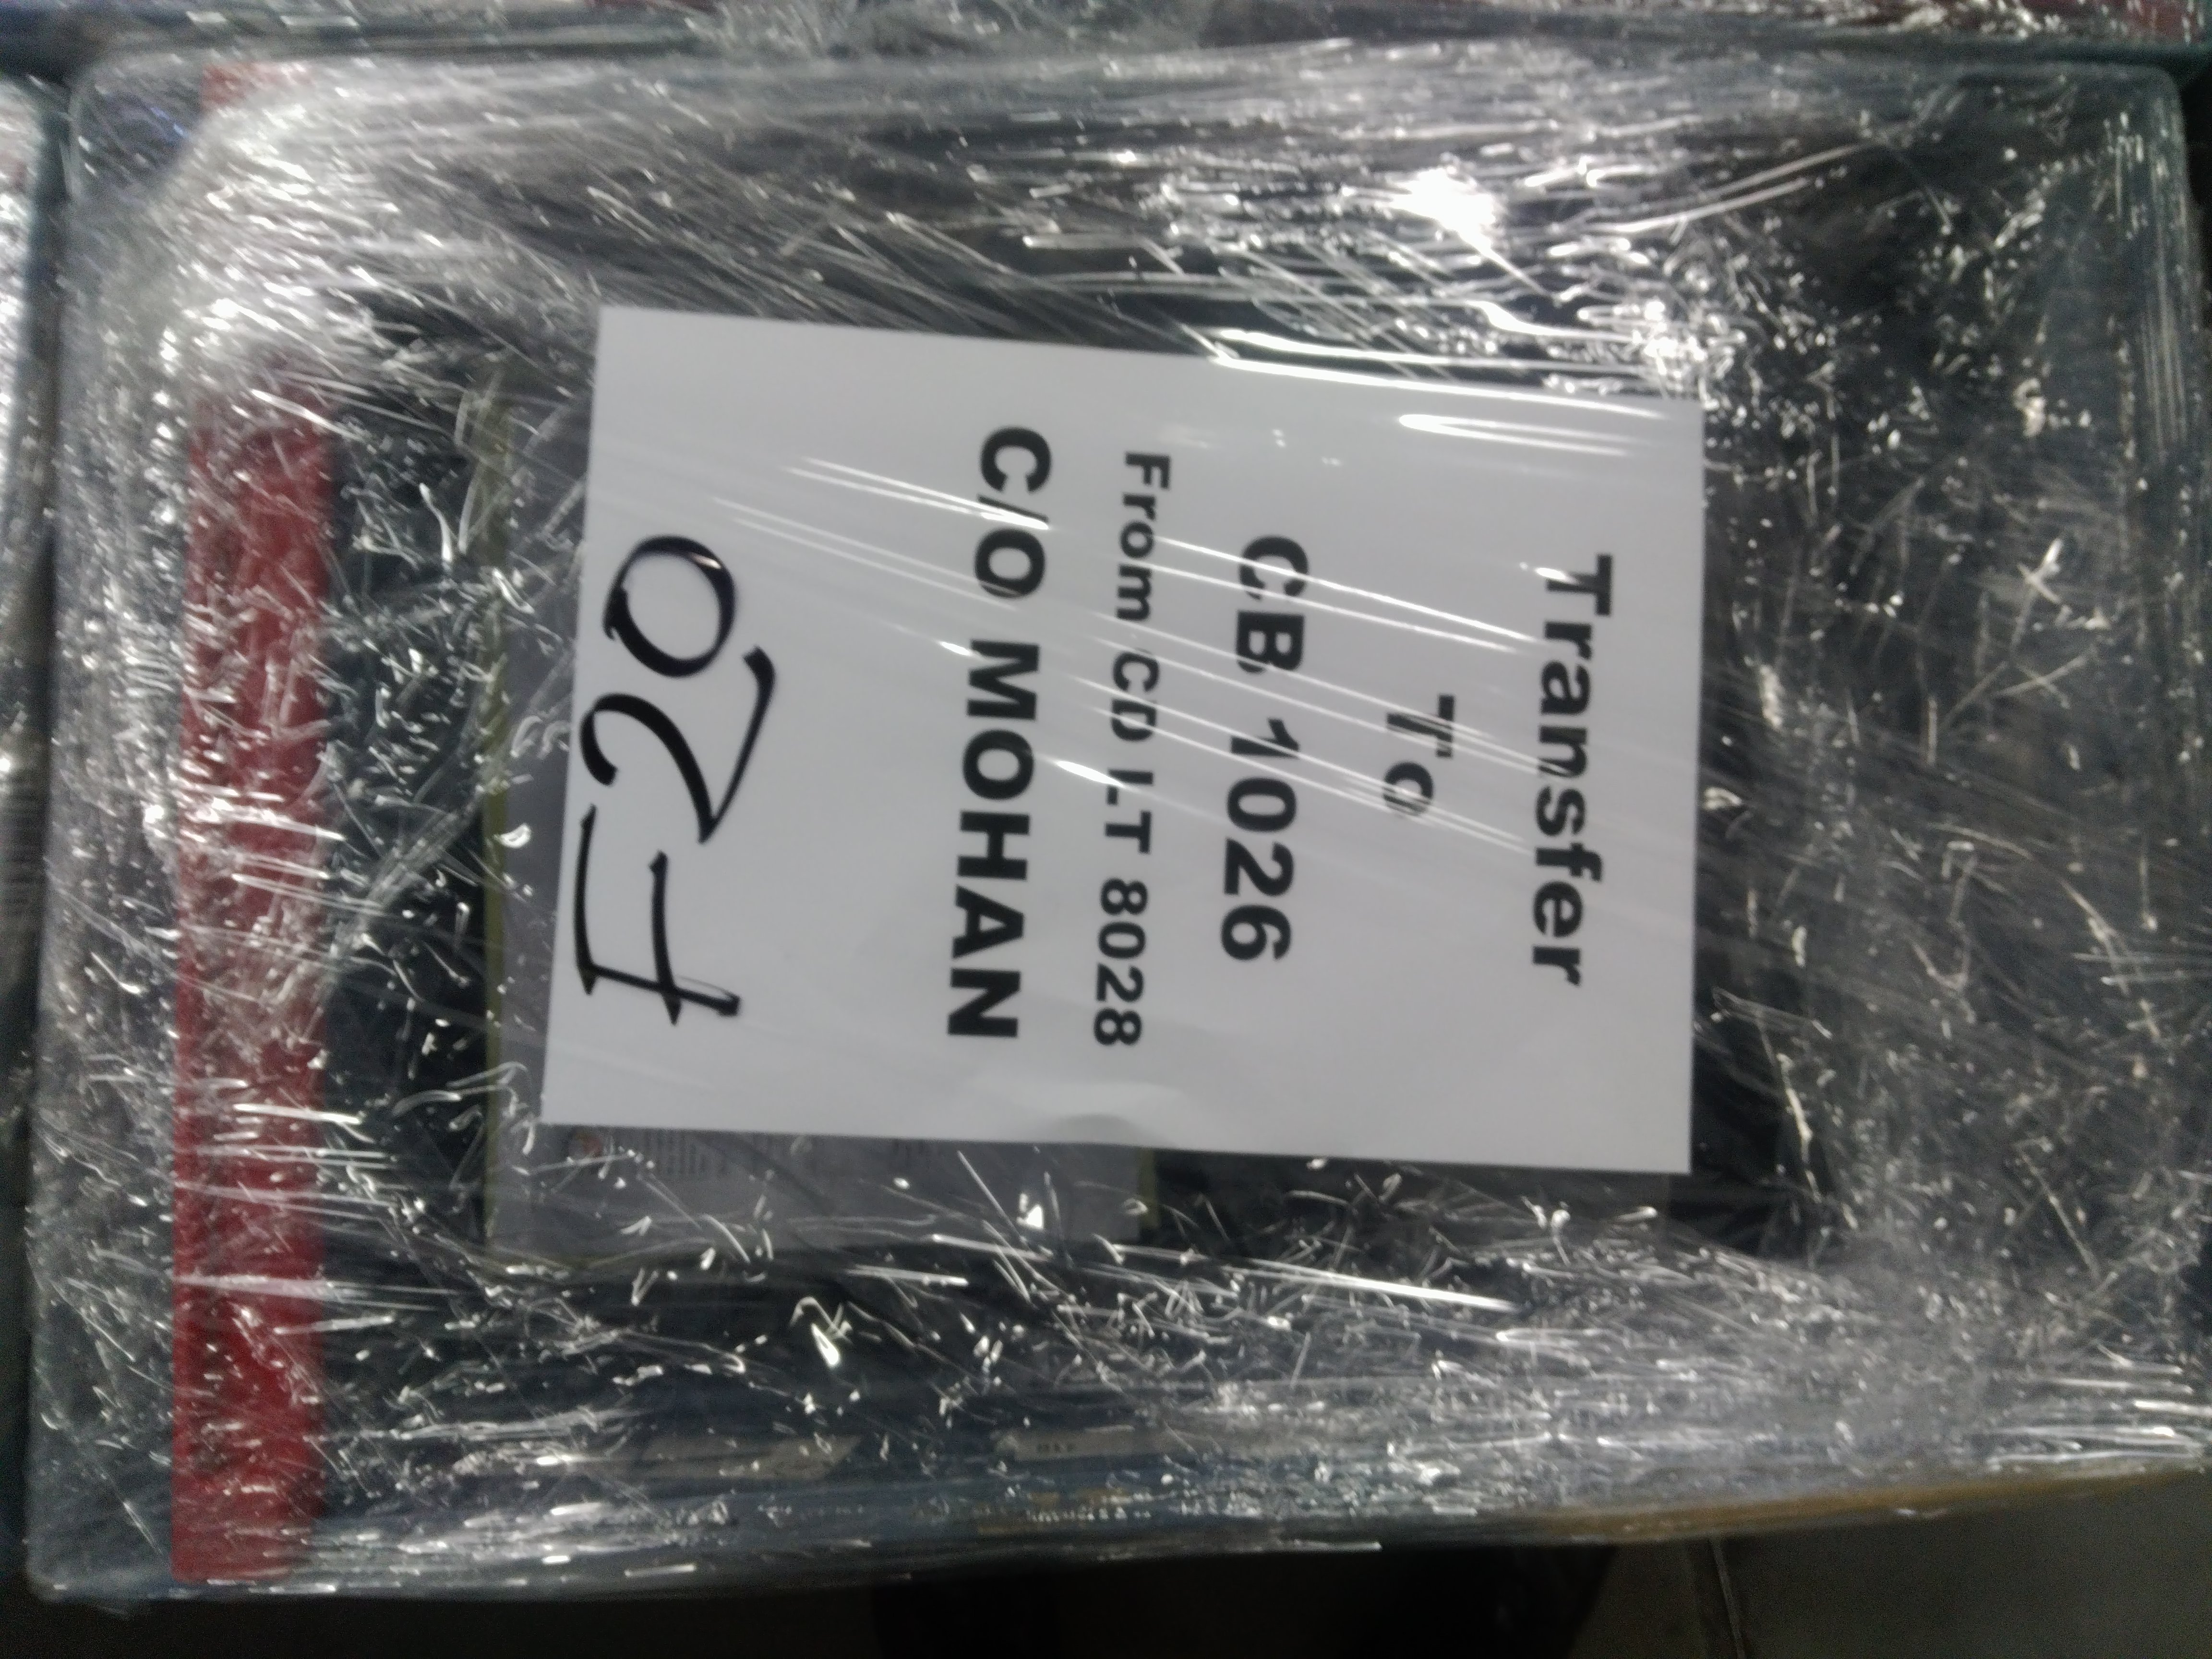 Transfer
To
CB 1026
From CD LT 8028
C/O MOHAN
F20